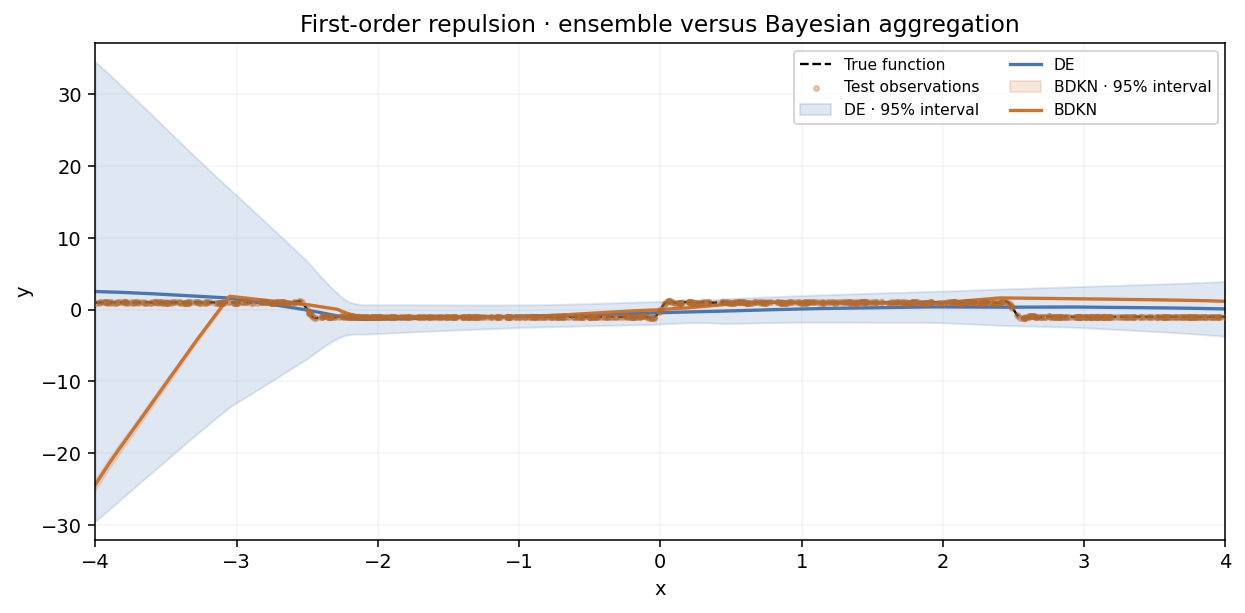 First-order repulsion · ensemble versus Bayesian aggregation
True function
Test observations
DE · 95% interval
DE
BDKN · 95% interval
BDKN
y
30
20
10
0
−10
−20
−30
−4
−3
−2
−1
0
1
2
3
4
x